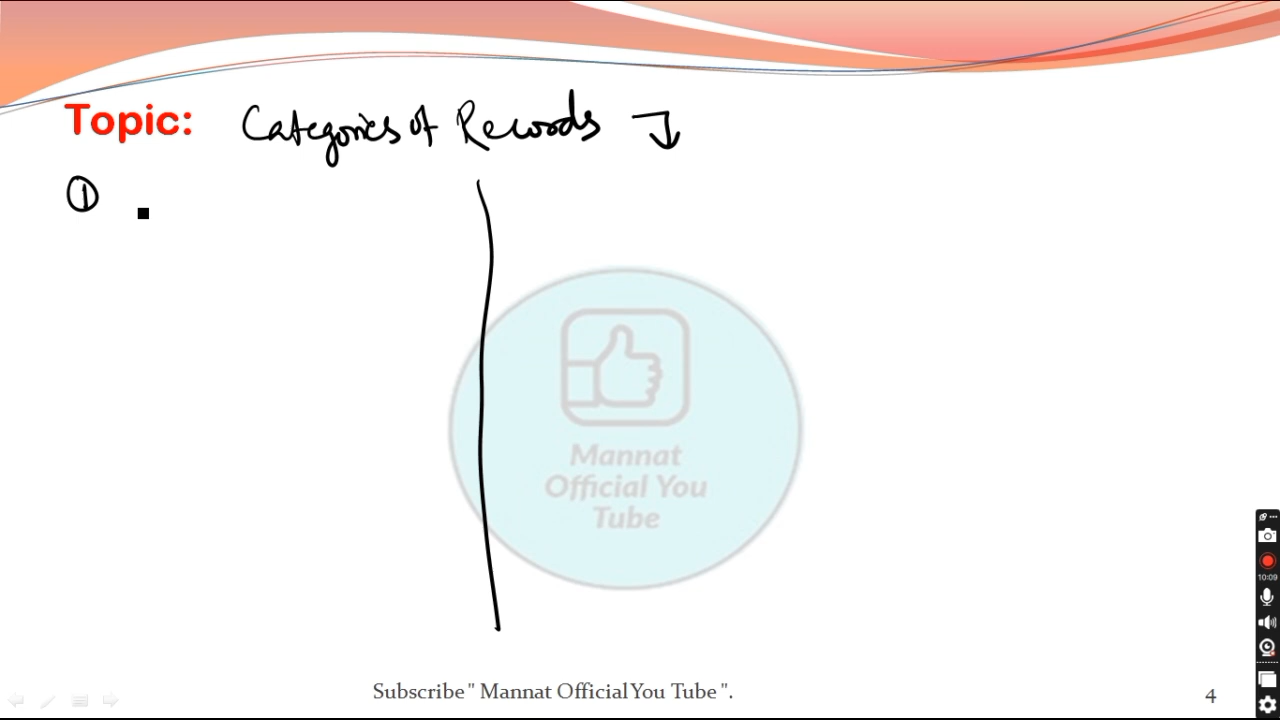 Topic: Categories of Records
①
Mannat
Official You
Tube
10:09
Subscribe " Mannat Official You Tube ".
4